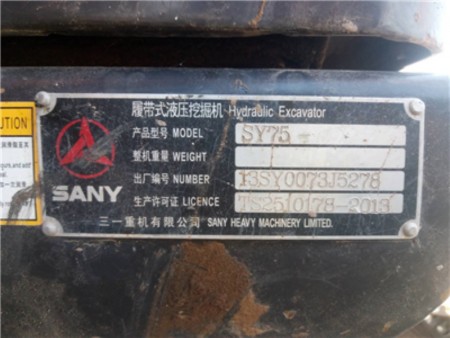 履带式液压挖掘机 Hydraulic Excavator
产品型号 MODEL SY75
整机重量 WEIGHT
出厂编号 NUMBER 13SY0073J5278
生产许可证 LICENCE TS2510178-2013
SANY
三一重机有限公司 SANY HEAVY MACHINERY LIMITED.
AUTION